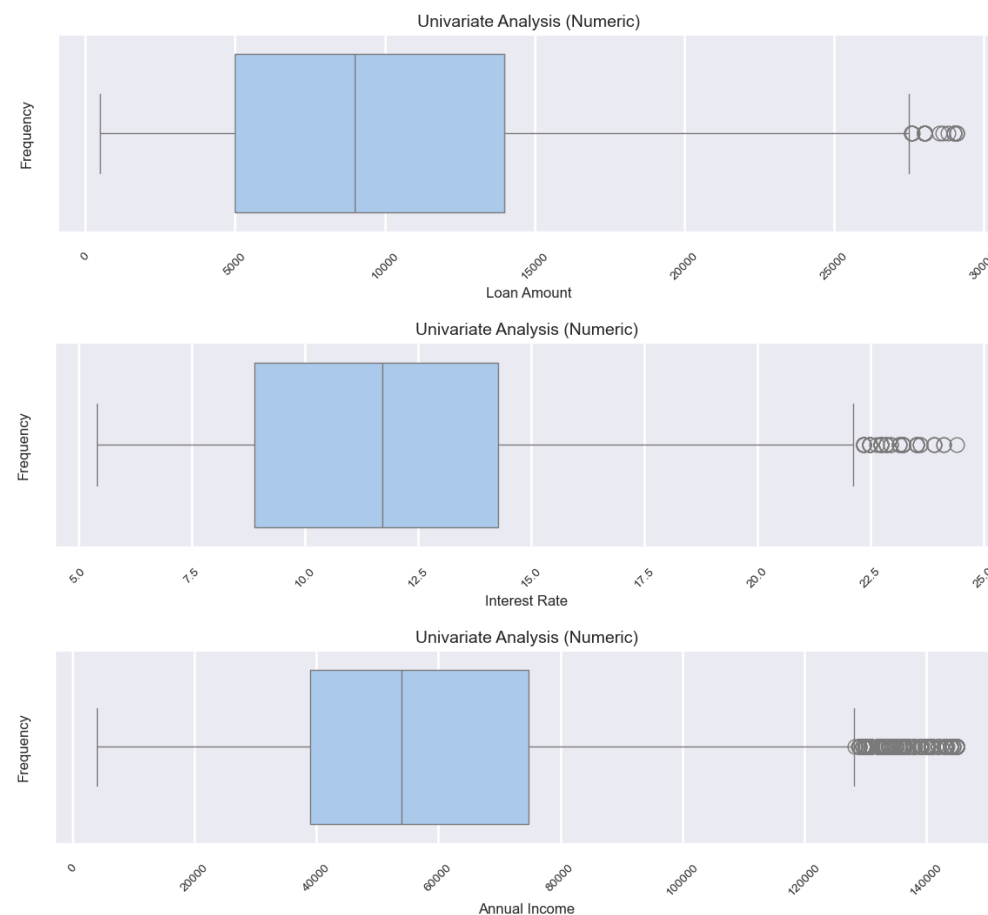 Univariate Analysis (Numeric)
Frequency
0 5000 10000 15000 20000 25000 3000
Loan Amount
Univariate Analysis (Numeric)
Frequency
5.0 7.5 10.0 12.5 15.0 17.5 20.0 22.5 25.0
Interest Rate
Univariate Analysis (Numeric)
Frequency
0 20000 40000 60000 80000 100000 120000 140000
Annual Income